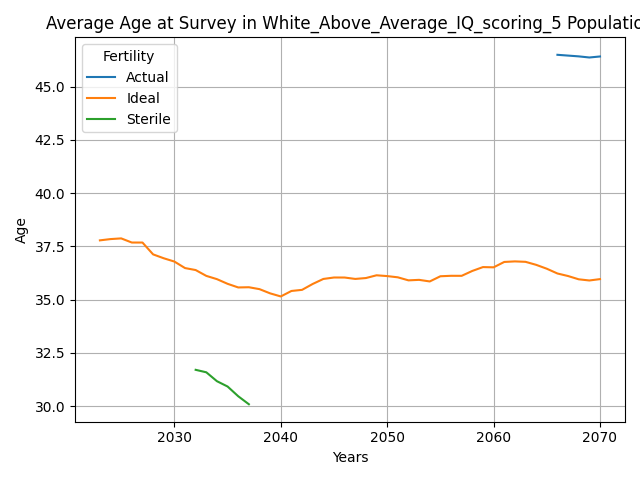 Average Age at Survey in White_Above_Average_IQ_scoring_5 Populatio
Fertility
Actual
Ideal
Sterile
45.0
42.5
40.0
37.5
35.0
32.5
30.0
Age
2030 2040 2050 2060 2070
Years